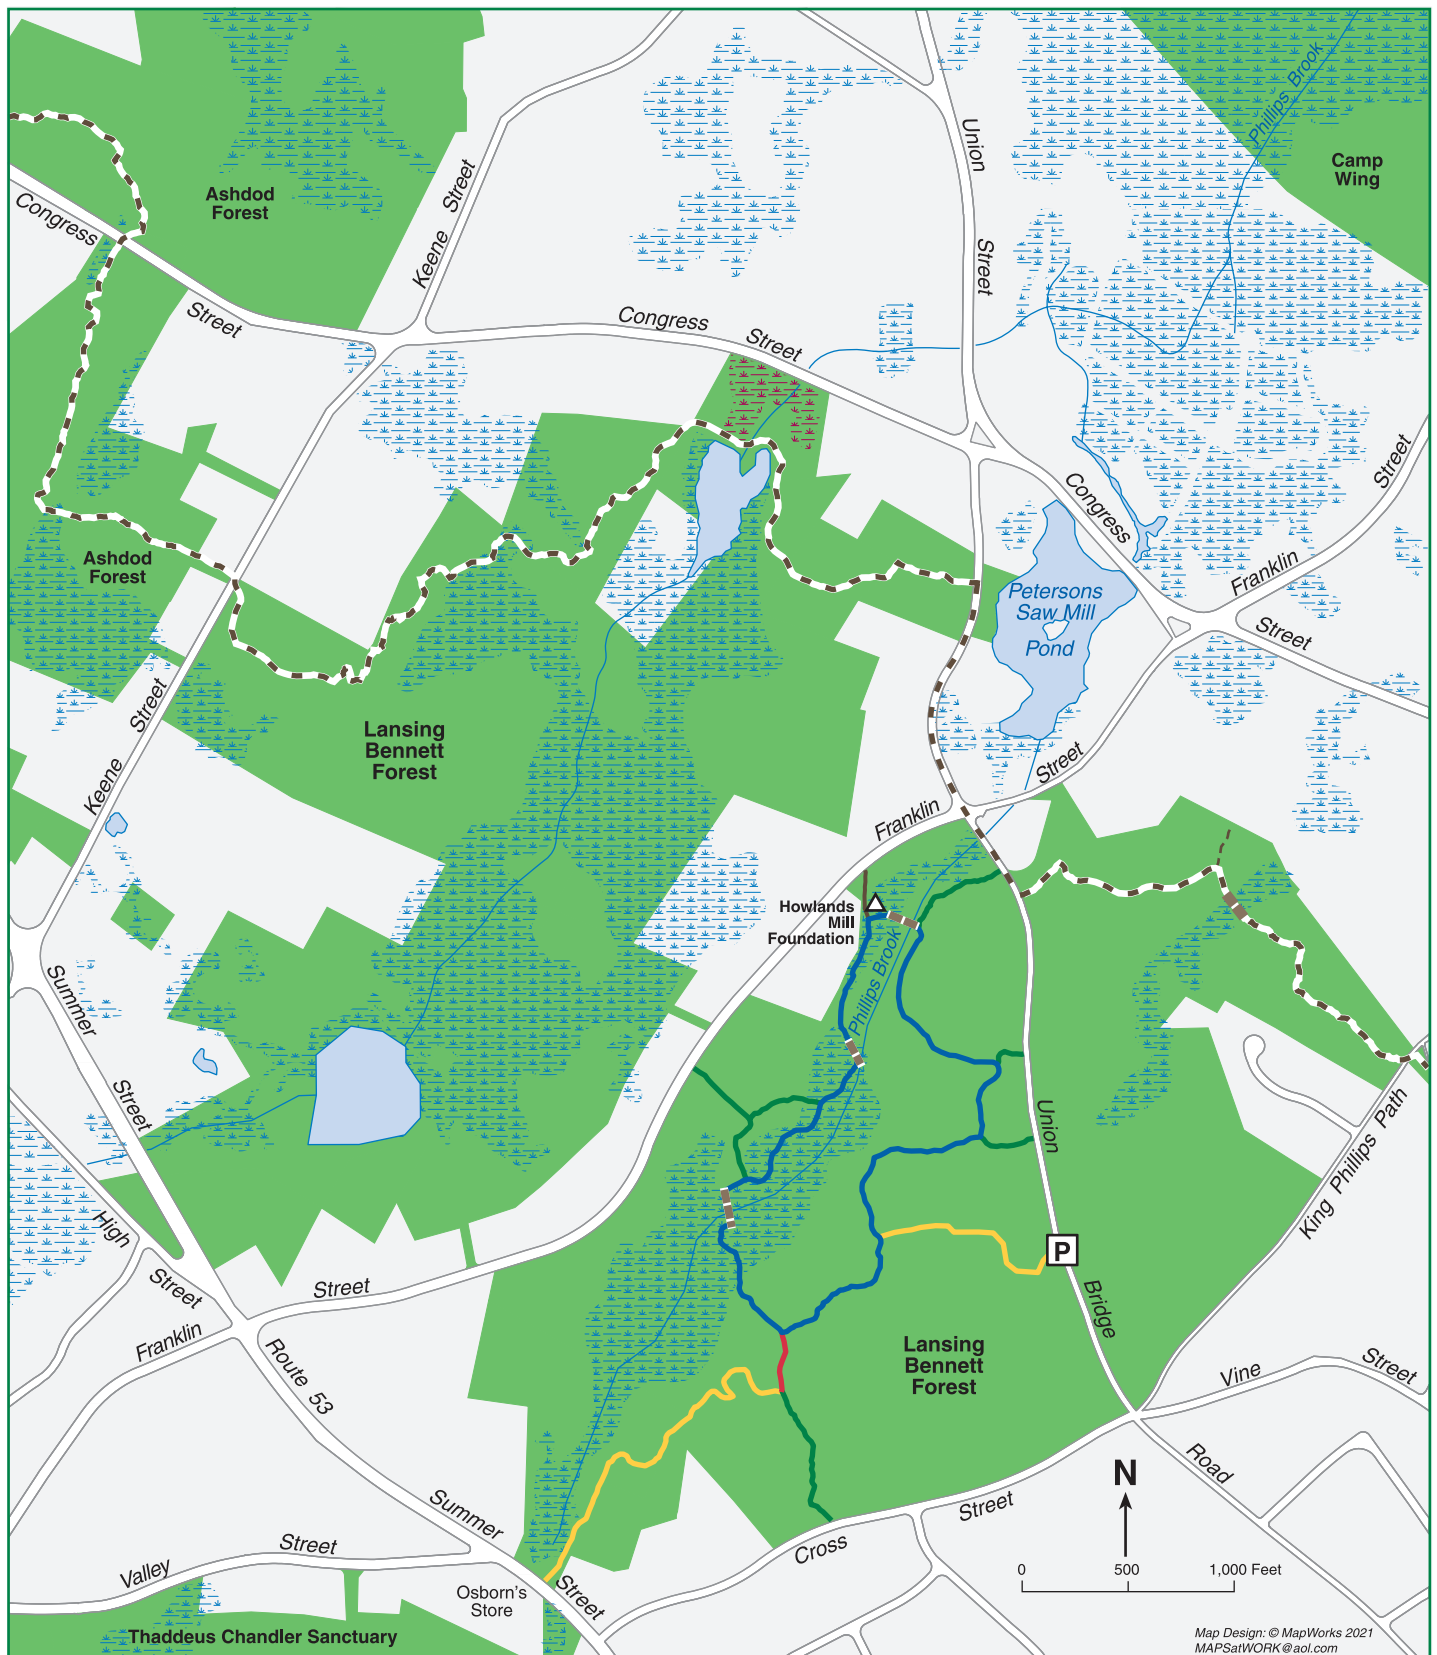 Phillips Brook
Camp
Wing
Union
Street
Ashdod
Forest
Keene
Street
Congress
Street
Congress
Street
Congress
Street
Franklin
Street
Ashdod
Forest
Petersons
Saw Mill
Pond
Keene
Street
Lansing
Bennett
Forest
Franklin
Street
Howlands
Mill
Foundation
Phillips Brook
Summer
Street
Union
King Phillips Path
High
Street
P
Bridge
Street
Franklin
Route 53
Lansing
Bennett
Forest
Vine
Street
Road
N
Summer
Street
Cross
Street
0
500
1,000 Feet
Valley
Street
Osborn's
Store
Street
Thaddeus Chandler Sanctuary
Map Design: © MapWorks 2021
MAPSatWORK@aol.com